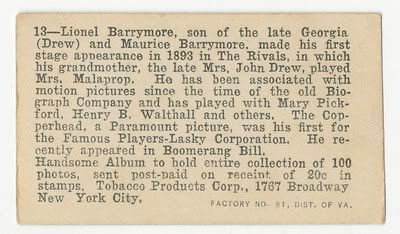 13—Lionel Barrymore, son of the late Georgia
(Drew) and Maurice Barrymore, made his first
stage appearance in 1893 in The Rivals, in which
his grandmother, the late Mrs, John Drew, played
Mrs. Malaprop. He has been associated with
motion pictures since the time of the old Bio-
graph Company and has played with Mary Pick-
ford, Henry B. Walthall and others. The Cop-
perhead, a Paramount picture, was his first for
the Famous Players-Lasky Corporation. He re-
cently appeared in Boomerang Bill.
Handsome Album to hold entire collection of 100
photos, sent post-paid on receipt of 20c in
stamps. Tobacco Products Corp., 1767 Broadway
New York City.
FACTORY NO. 81, DIST. OF VA.